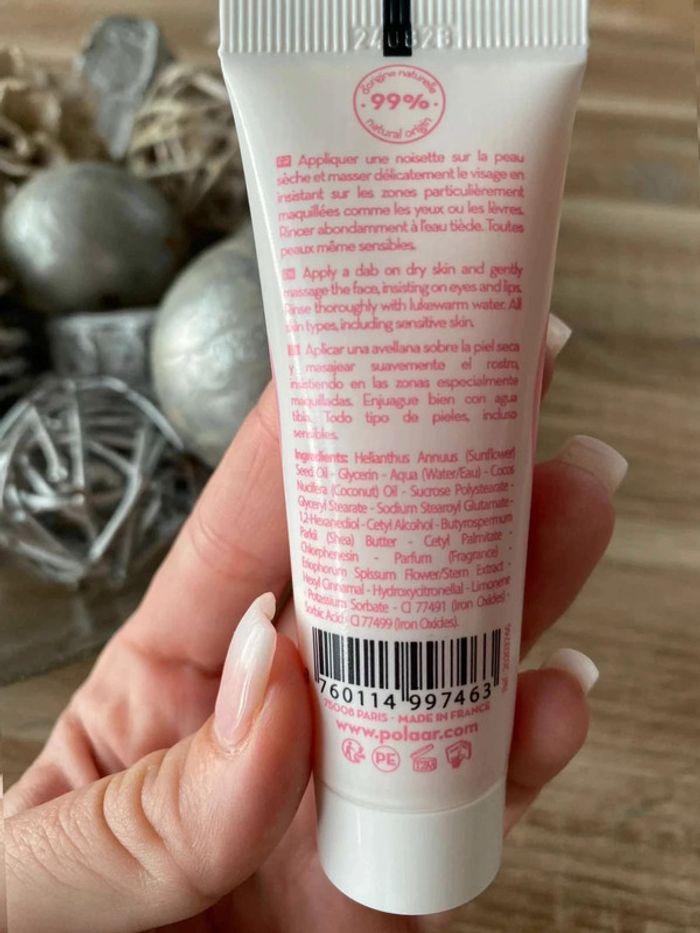 d'origine naturelle
99%
natural origin
Appliquer une noisette sur la peau
sèche et masser délicatement le visage en
insistant sur les zones particulièrement
maquillées comme les yeux ou les lèvres.
Rincer abondamment à l'eau tiède. Toutes
peaux même sensibles.
Apply a dab on dry skin and gently
massage the face, insisting on eyes and lips.
Rinse thoroughly with lukewarm water. All
skin types, including sensitive skin.
Aplicar una avellana sobre la piel seca
y masajear suavemente el rostro,
insistiendo en las zonas especialmente
maquilladas. Enjuague bien con agua
tibia. Todo tipo de pieles, incluso
sensibles.
Ingredients: Helianthus Annuus (Sunflower)
Seed Oil - Glycerin - Aqua (Water/Eau) - Cocos
Nucifera (Coconut) Oil - Sucrose Polystearate -
Glyceryl Stearate - Sodium Stearoyl Glutamate -
1,2-Hexanediol - Cetyl Alcohol - Butyrospermum
Parkii (Shea) Butter - Cetyl Palmitate -
Chlorphenesin - Parfum (Fragrance) -
Eriophorum Spissum Flower/Stem Extract -
Hexyl Cinnamal - Hydroxycitronellal - Limonene
- Potassium Sorbate - CI 77491 (Iron Oxides) -
Sorbic Acid - CI 77499 (Iron Oxides).
760114 997463
75008 PARIS - MADE IN FRANCE
www.polaar.com
PE 12M